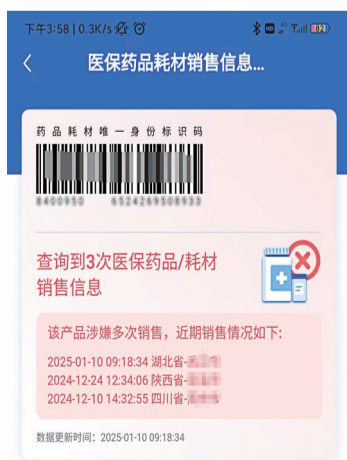 下午3:58 | 0.3K/s
82
医保药品耗材销售信息...
药品耗材唯一身份标识码
查询到3次医保药品/耗材
销售信息
该产品涉嫌多次销售，近期销售情况如下:
2025-01-10 09:18:34 湖北省-
2024-12-24 12:34:06 陕西省-
2024-12-10 14:32:55 四川省-
数据更新时间：2025-01-10 09:18:34